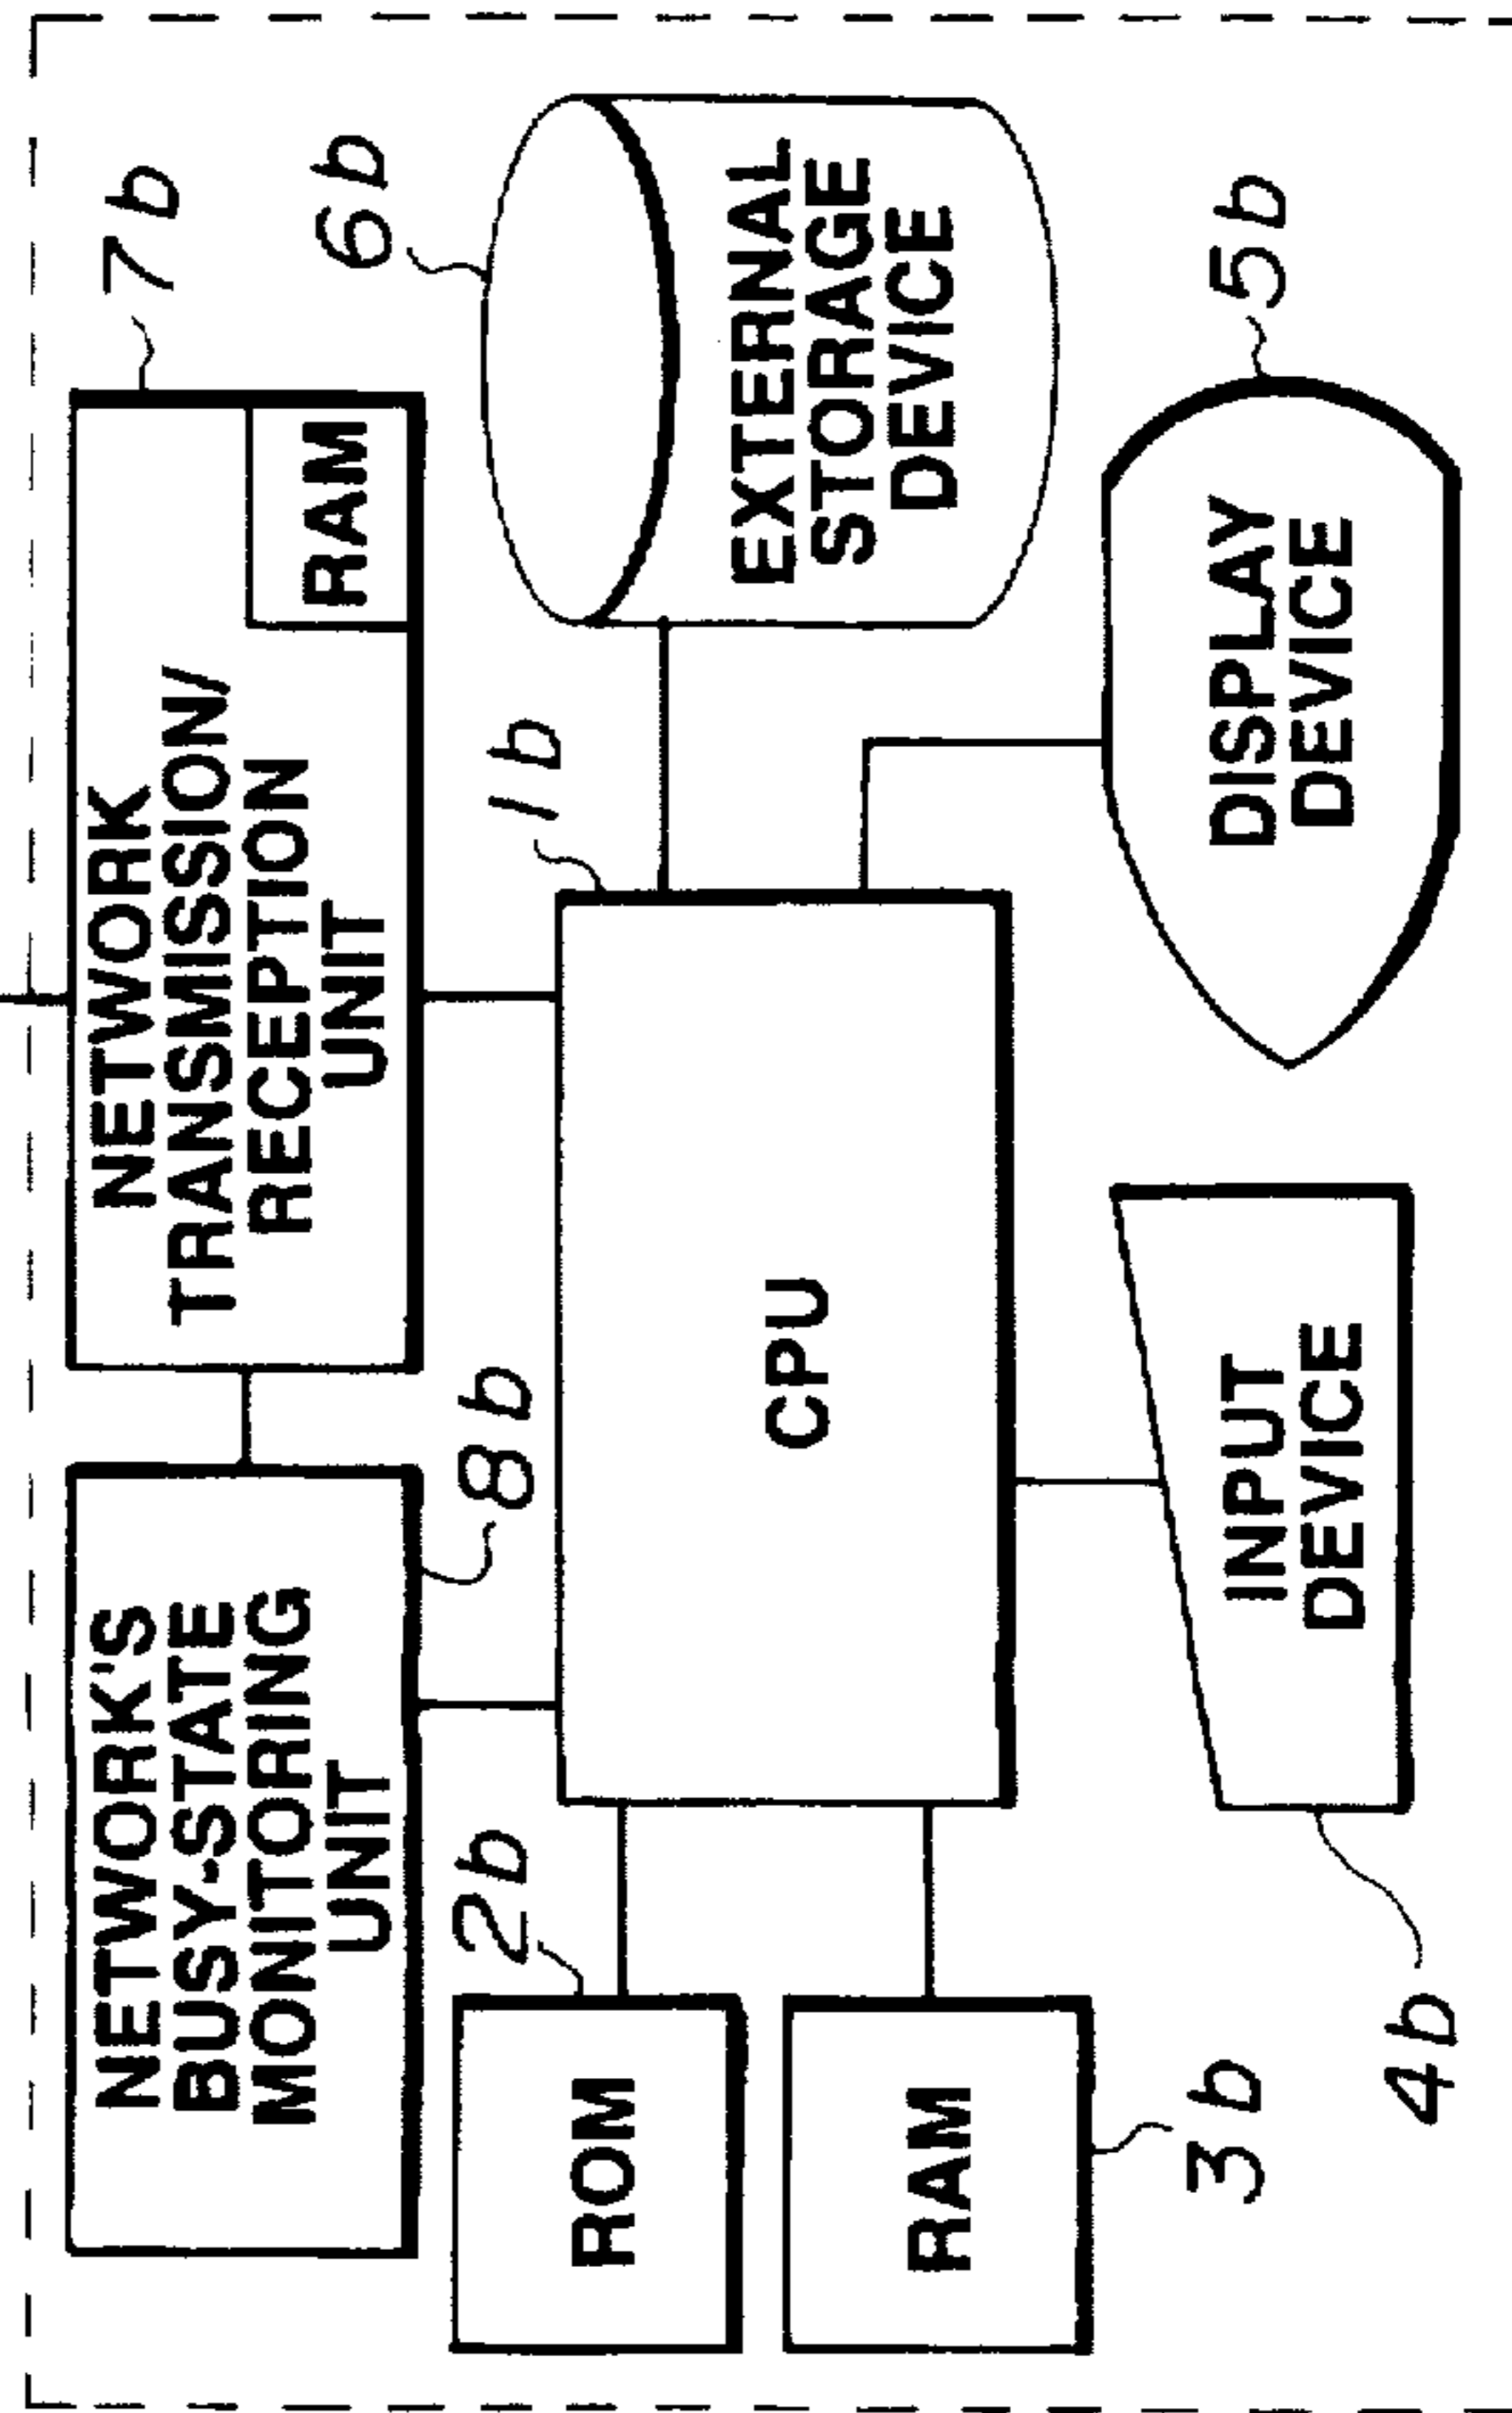 NETWORK'S
BUSY-STATE
MONITORING
UNIT
8b
NETWORK
TRANSMISSION/
RECEPTION
UNIT
RAM
7b
ROM
2b
RAM
3b
CPU
1b
EXTERNAL
STORAGE
DEVICE
6b
INPUT
DEVICE
4b
DISPLAY
DEVICE
5b